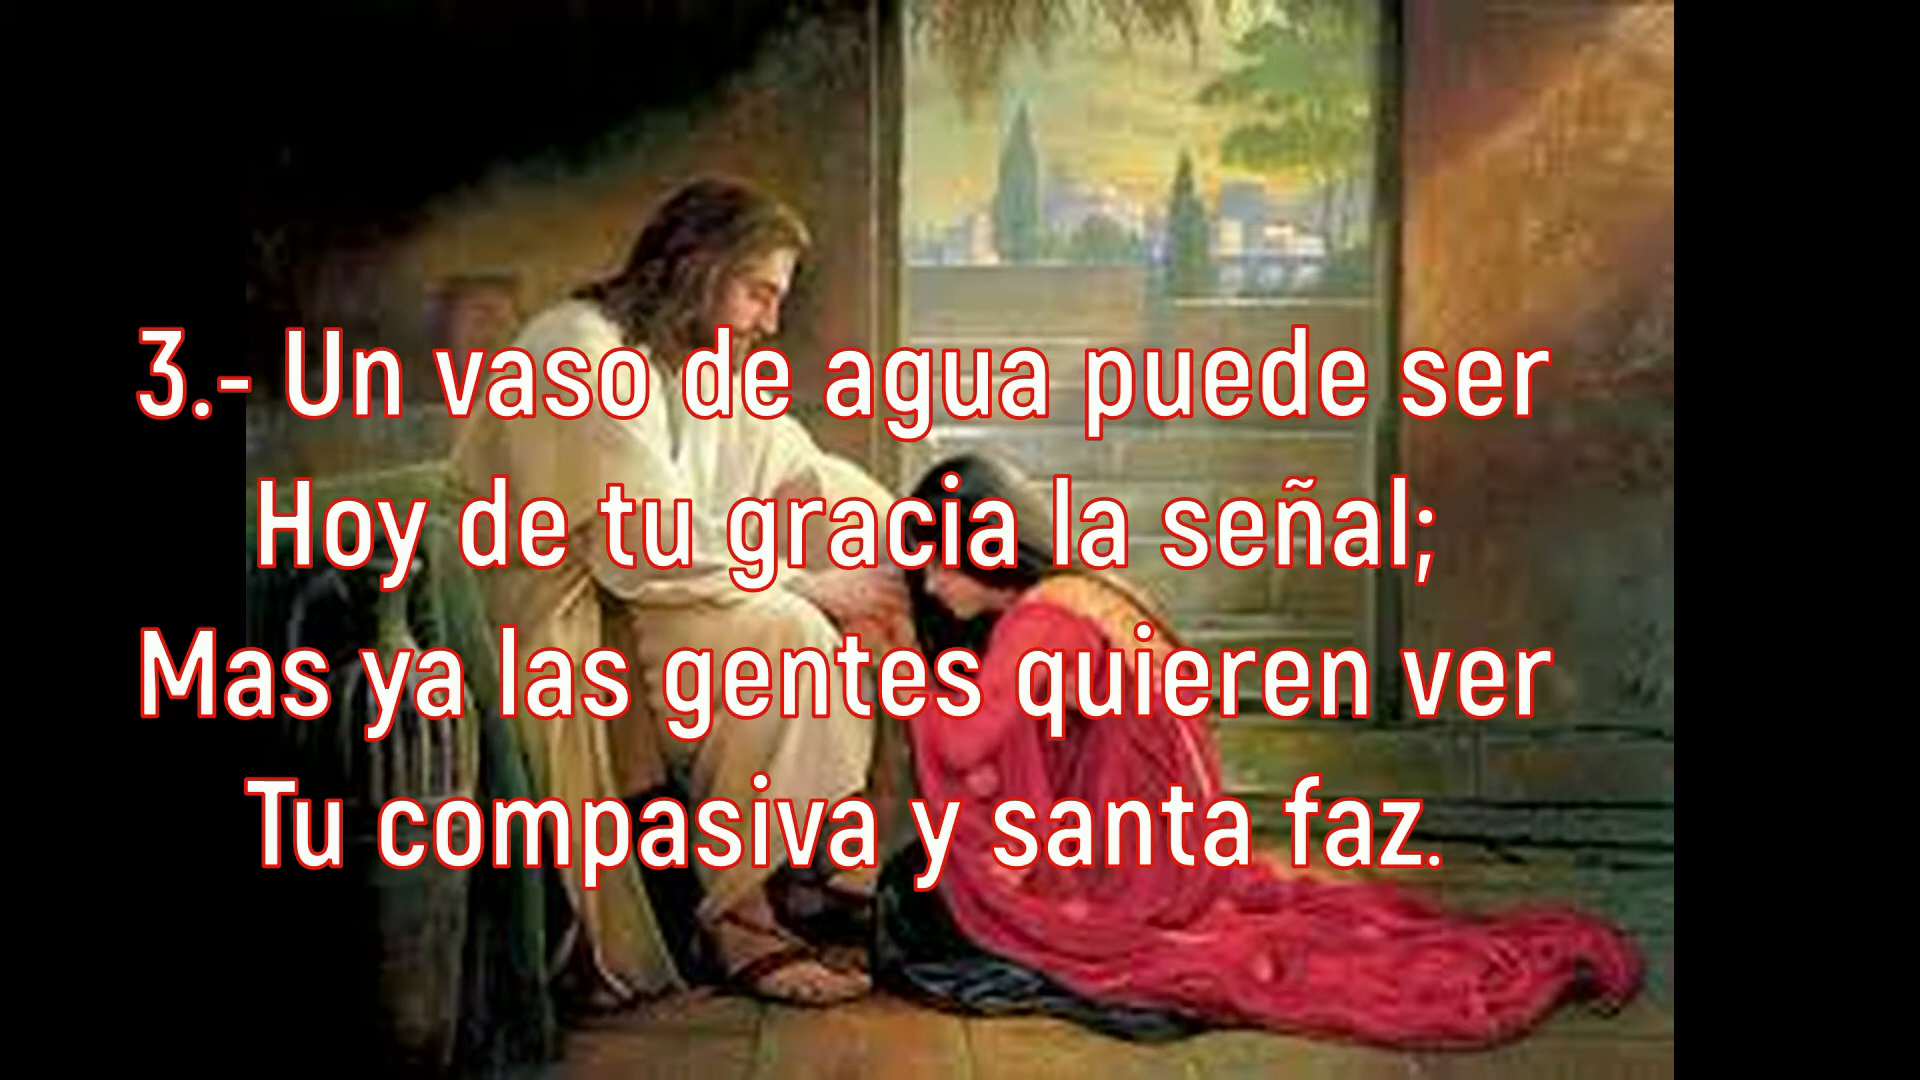 3.- Un vaso de agua puede ser
Hoy de tu gracia la señal;
Mas ya las gentes quieren ver
Tu compasiva y santa faz.